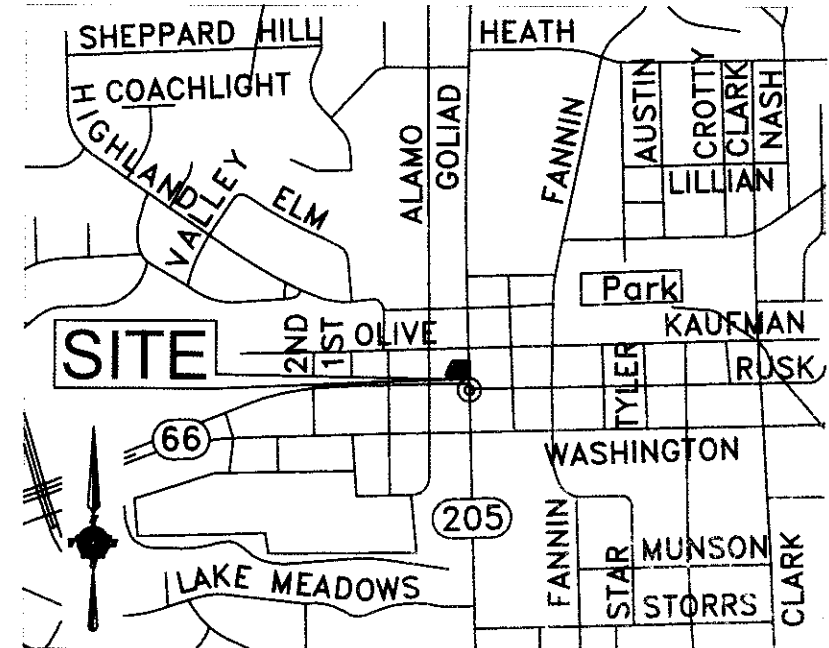 SHEPPARD HILL
HEATH
COACHLIGHT
HIGHLAND
VALLEY
ELM
ALAMO
GOLIAD
FANNIN
AUSTIN
CROTTY
CLARK
NASH
LILLIAN
Park
KAUFMAN
2ND
1ST
OLIVE
SITE
TYLER
RUSK
66
WASHINGTON
205
FANNIN
STAR
MUNSON
STORRS
CLARK
LAKE MEADOWS